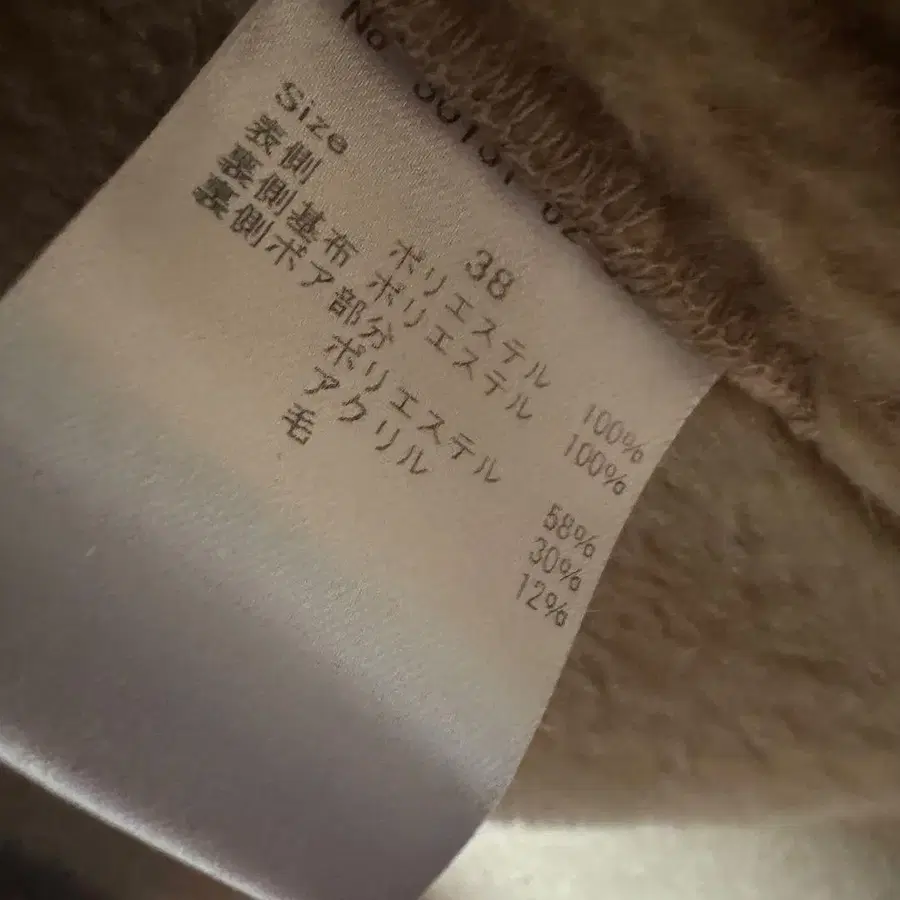 No
Size 38
表側 ポリエステル 100%
裏側基布 ポリエステル 100%
裏側ボア部分
ポリエステル 58%
アクリル 30%
毛 12%